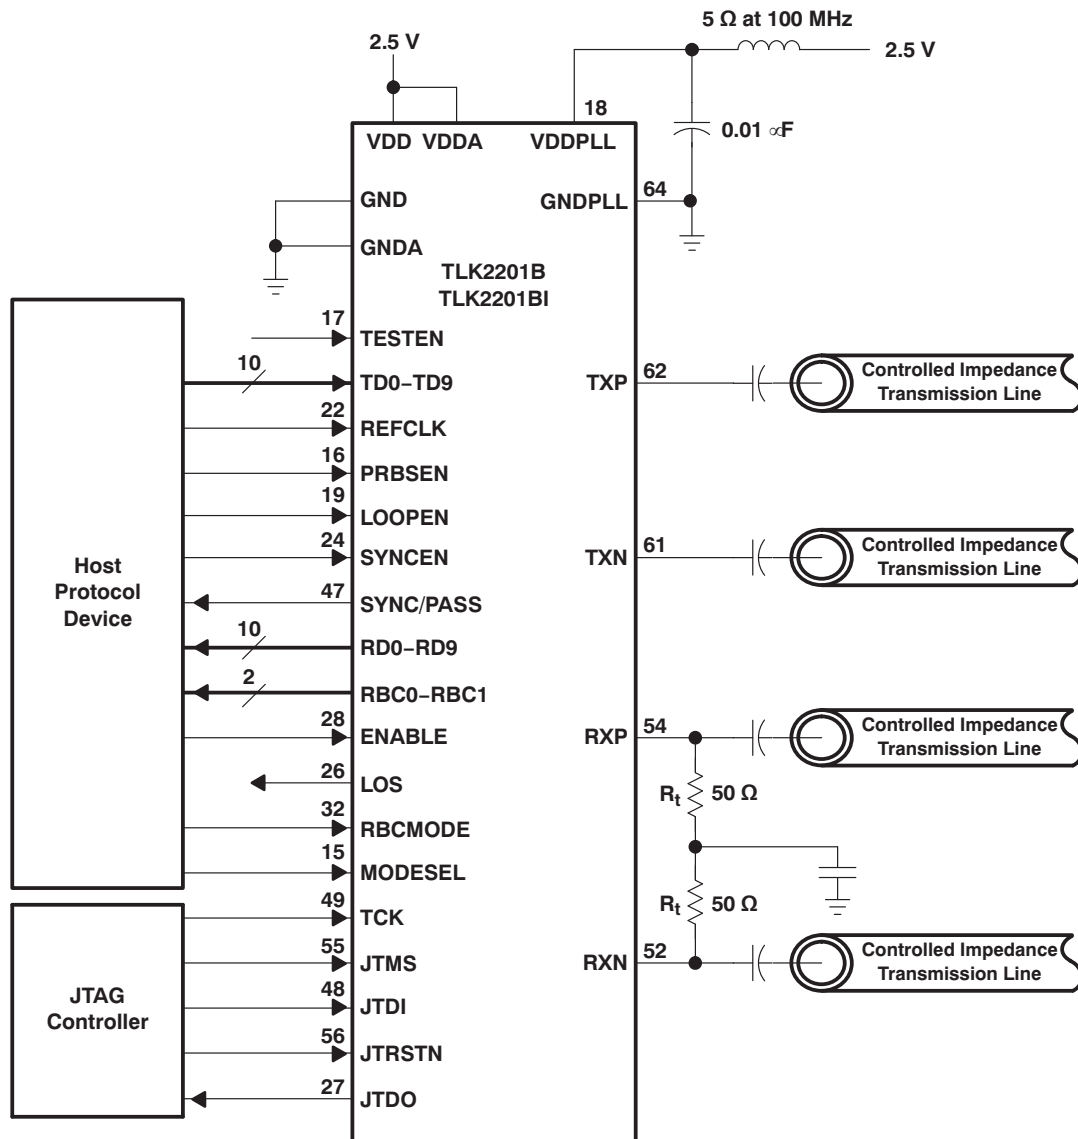 5 Ω at 100 MHz
2.5 V
2.5 V
18
0.01 ∝F
VDD VDDA VDDPLL
GND
GNDPLL
64
GNDA
TLK2201B
TLK2201BI
17
TESTEN
10
TD0−TD9
22
REFCLK
16
PRBSEN
19
LOOPEN
24
SYNCEN
47
SYNC/PASS
10
RD0−RD9
2
RBC0−RBC1
28
ENABLE
26
LOS
32
RBCMODE
15
MODESEL
49
TCK
55
JTMS
48
JTDI
56
JTRSTN
27
JTDO
Host
Protocol
Device
JTAG
Controller
TXP
62
Controlled Impedance
Transmission Line
TXN
61
Controlled Impedance
Transmission Line
RXP
54
Controlled Impedance
Transmission Line
Rt 50 Ω
Rt 50 Ω
RXN
52
Controlled Impedance
Transmission Line